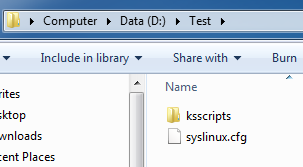 Computer Data (D:) Test
Include in library Share with Burn
Name
rites
sktop
wnloads
cent Places
ksscripts
syslinux.cfg